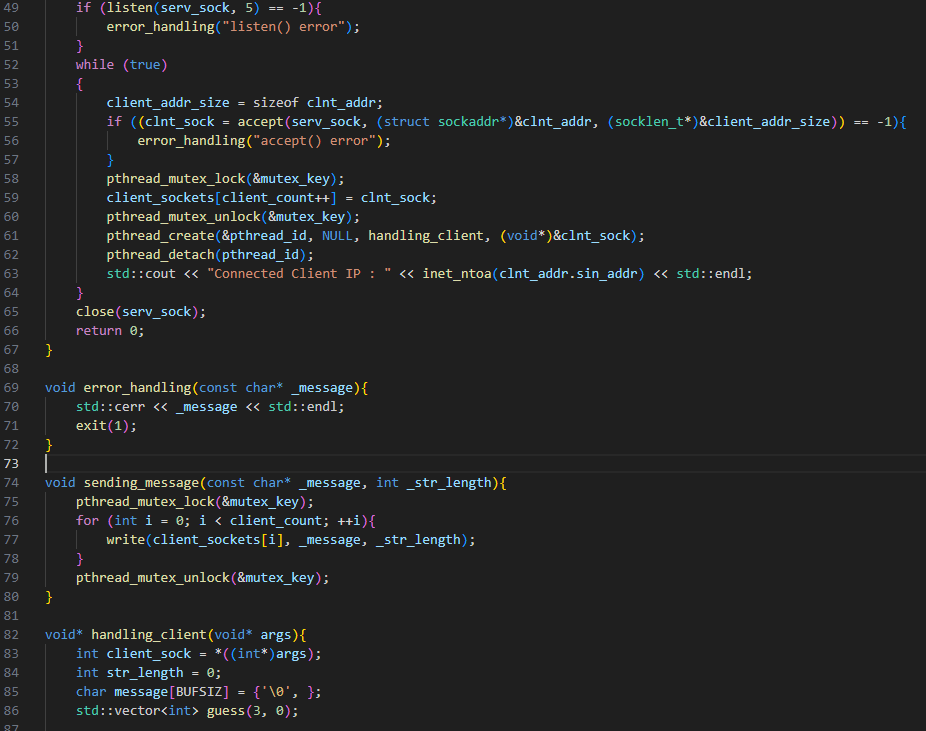 49 if (listen(serv_sock, 5) == -1){
50 error_handling("listen() error");
51 }
52 while (true)
53 {
54 client_addr_size = sizeof clnt_addr;
55 if ((clnt_sock = accept(serv_sock, (struct sockaddr*)&clnt_addr, (socklen_t*)&client_addr_size)) == -1){
56 error_handling("accept() error");
57 }
58 pthread_mutex_lock(&mutex_key);
59 client_sockets[client_count++] = clnt_sock;
60 pthread_mutex_unlock(&mutex_key);
61 pthread_create(&pthread_id, NULL, handling_client, (void*)&clnt_sock);
62 pthread_detach(pthread_id);
63 std::cout << "Connected Client IP : " << inet_ntoa(clnt_addr.sin_addr) << std::endl;
64 }
65 close(serv_sock);
66 return 0;
67 }
68
69 void error_handling(const char* _message){
70 std::cerr << _message << std::endl;
71 exit(1);
72 }
73
74 void sending_message(const char* _message, int _str_length){
75 pthread_mutex_lock(&mutex_key);
76 for (int i = 0; i < client_count; ++i){
77 write(client_sockets[i], _message, _str_length);
78 }
79 pthread_mutex_unlock(&mutex_key);
80 }
81
82 void* handling_client(void* args){
83 int client_sock = *((int*)args);
84 int str_length = 0;
85 char message[BUFSIZ] = {'\0', };
86 std::vector<int> guess(3, 0);
87